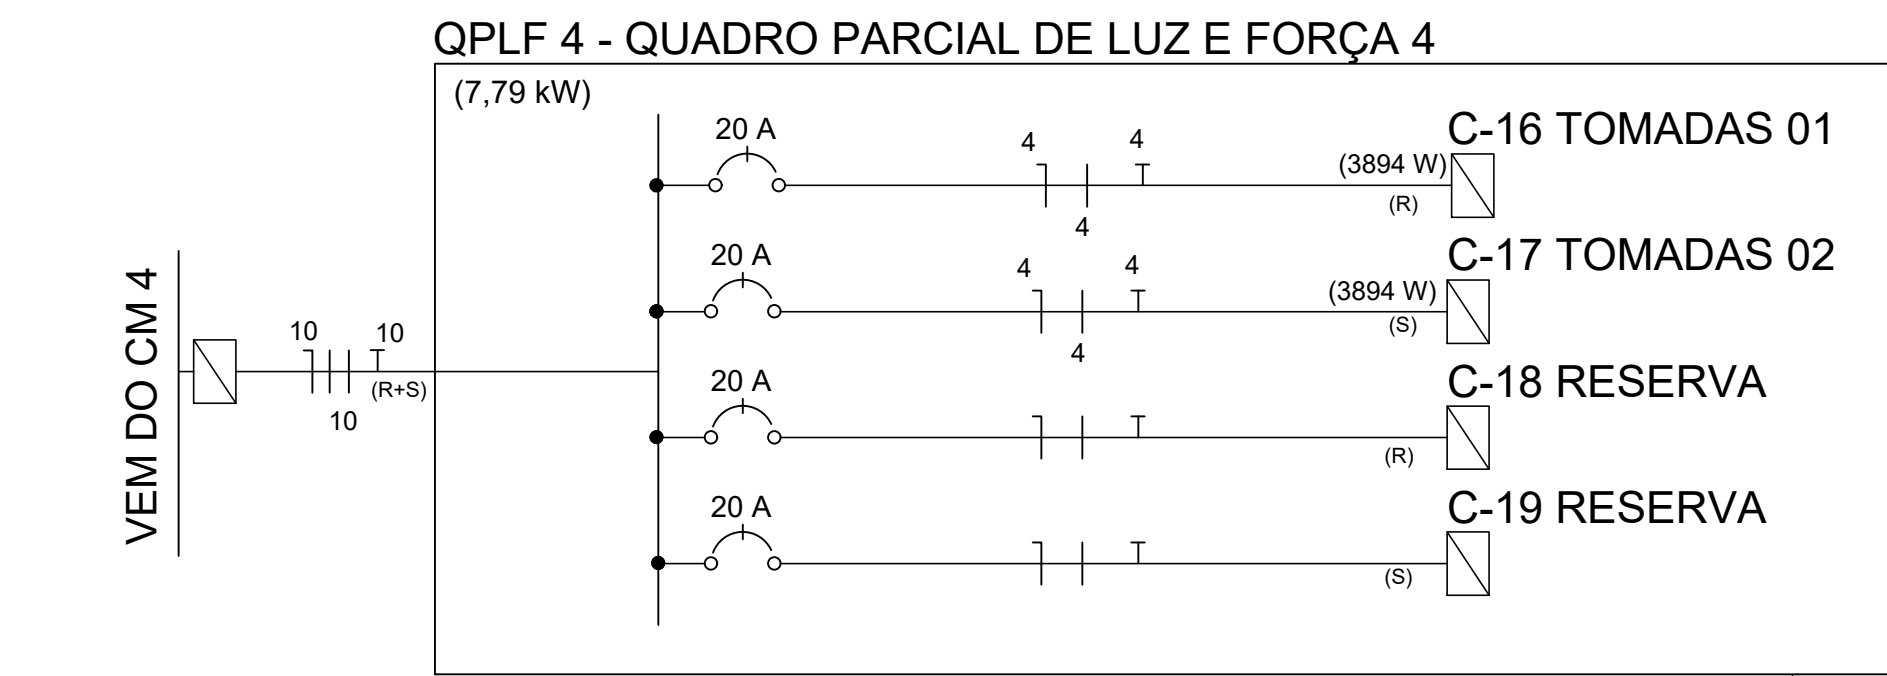 QPLF 4 - QUADRO PARCIAL DE LUZ E FORÇA 4
(7,79 kW)
VEM DO CM 4
10
10
(R+S)
10
20 A
4
4
4
(3894 W)
(R)
C-16 TOMADAS 01
20 A
4
4
4
(3894 W)
(S)
C-17 TOMADAS 02
20 A
(R)
C-18 RESERVA
20 A
(S)
C-19 RESERVA